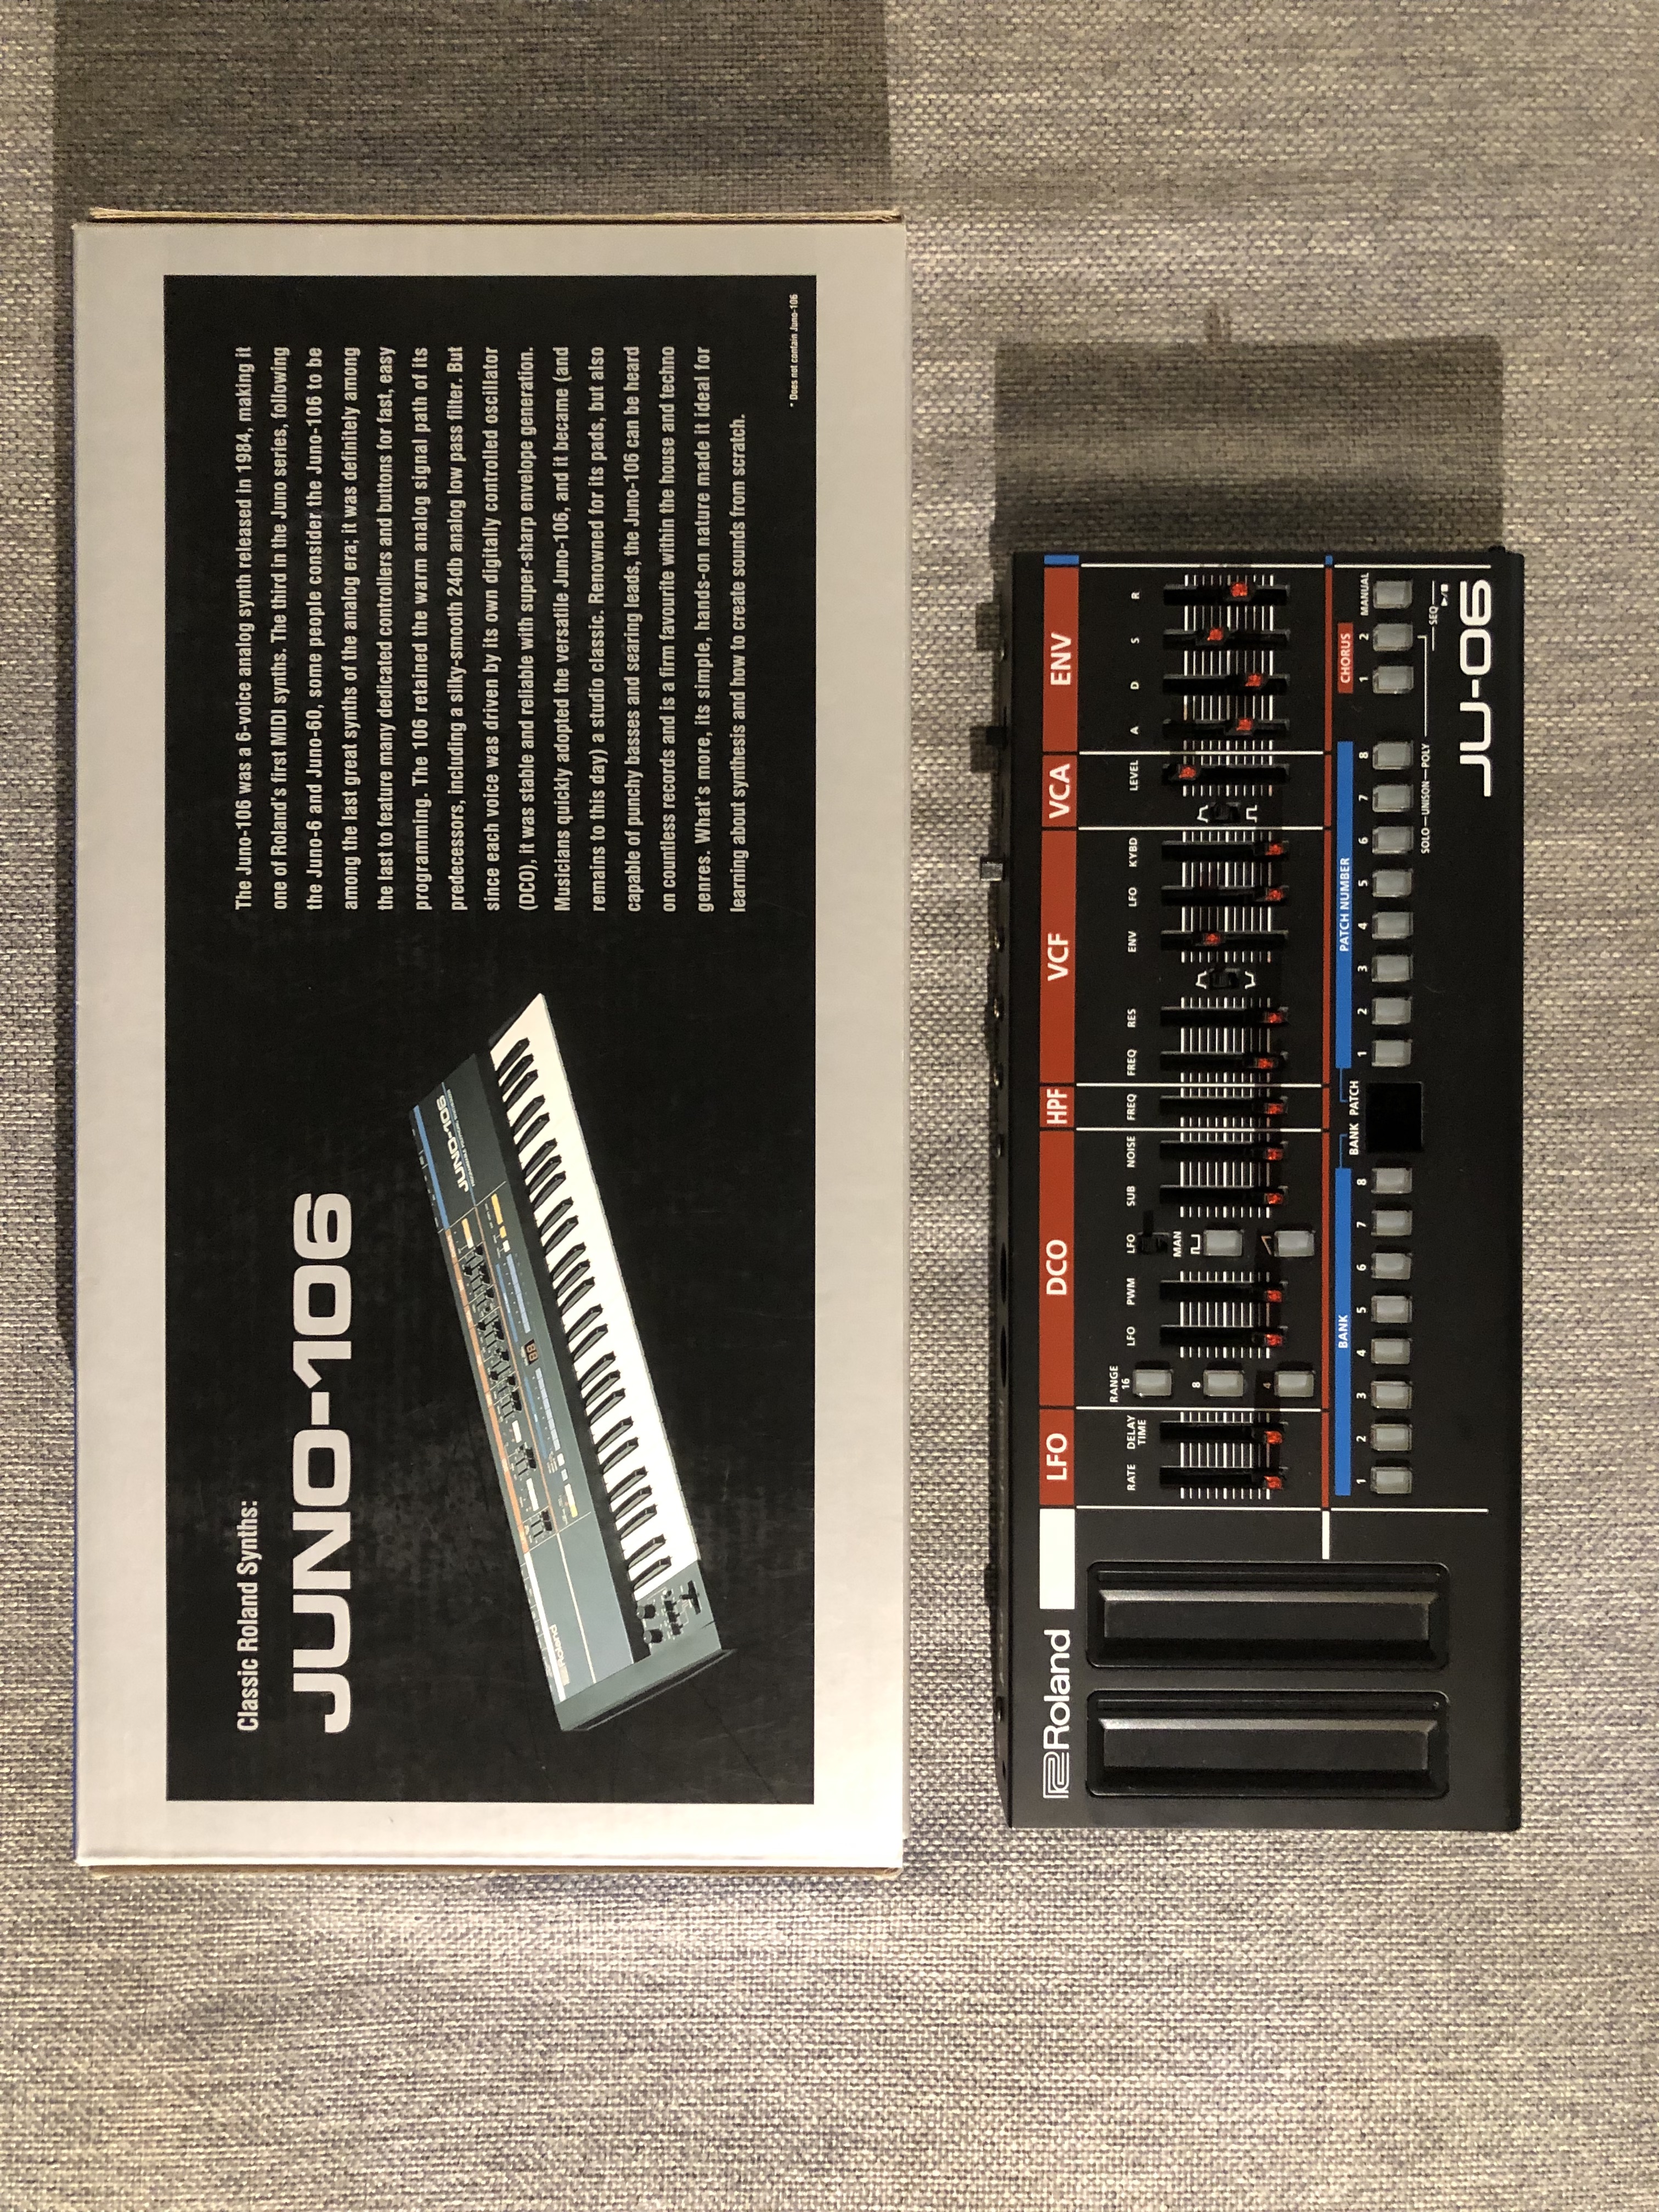 Classic Roland Synths:
JUNO-106
The Juno-106 was a 6-voice analog synth released in 1984, making it
one of Roland's first MIDI synths. The third in the Juno series, following
the Juno-6 and Juno-60, some people consider the Juno-106 to be
among the last great synths of the analog era; it was definitely among
the last to feature many dedicated controllers and buttons for fast, easy
programming. The 106 retained the warm analog signal path of its
predecessors, including a silky-smooth 24db analog low pass filter. But
since each voice was driven by its own digitally controlled oscillator
(DCO), it was stable and reliable with super-sharp envelope generation.
Musicians quickly adopted the versatile Juno-106, and it became (and
remains to this day) a studio classic. Renowned for its pads, but also
capable of punchy basses and searing leads, the Juno-106 can be heard
on countless records and is a firm favourite within the house and techno
genres. What's more, its simple, hands-on nature made it ideal for
learning about synthesis and how to create sounds from scratch.
* Does not contain Juno-106
JUNO-106
Roland
88
Roland
LFO DCO HPF VCF VCA ENV
RATE DELAY TIME RANGE LFO PWM LFO SUB NOISE FREQ FREQ RES ENV LFO KYBD LEVEL A D S R
16
MAN
8
4
BANK BANK PATCH PATCH NUMBER CHORUS
1 2 3 4 5 6 7 8 1 2 3 4 5 6 7 8 1 2 MANUAL
SOLO UNISON POLY SEQ
JU-06